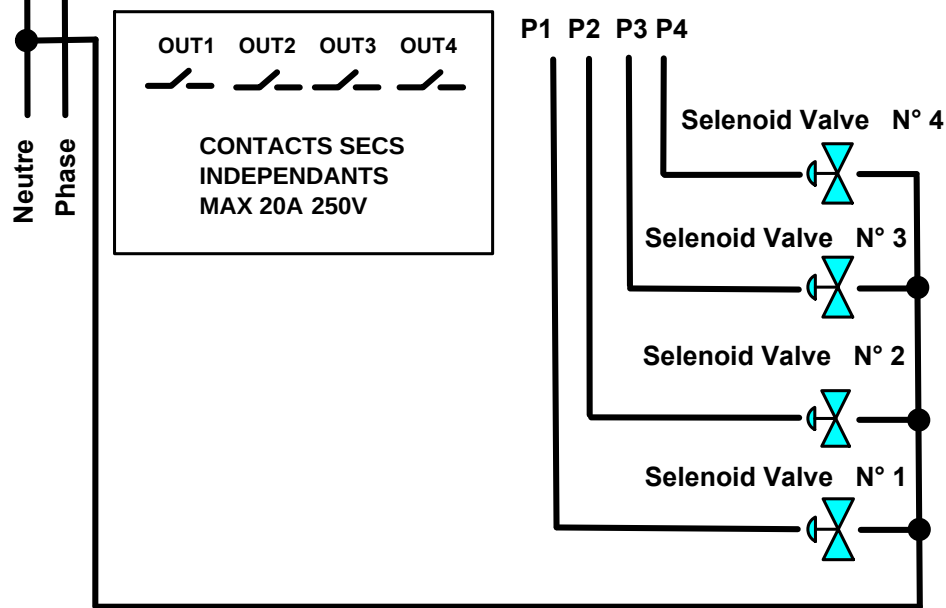 P1 P2 P3 P4
OUT1 OUT2 OUT3 OUT4
CONTACTS SECS
INDEPENDANTS
MAX 20A 250V
Neutre
Phase
Selenoid Valve N° 4
Selenoid Valve N° 3
Selenoid Valve N° 2
Selenoid Valve N° 1